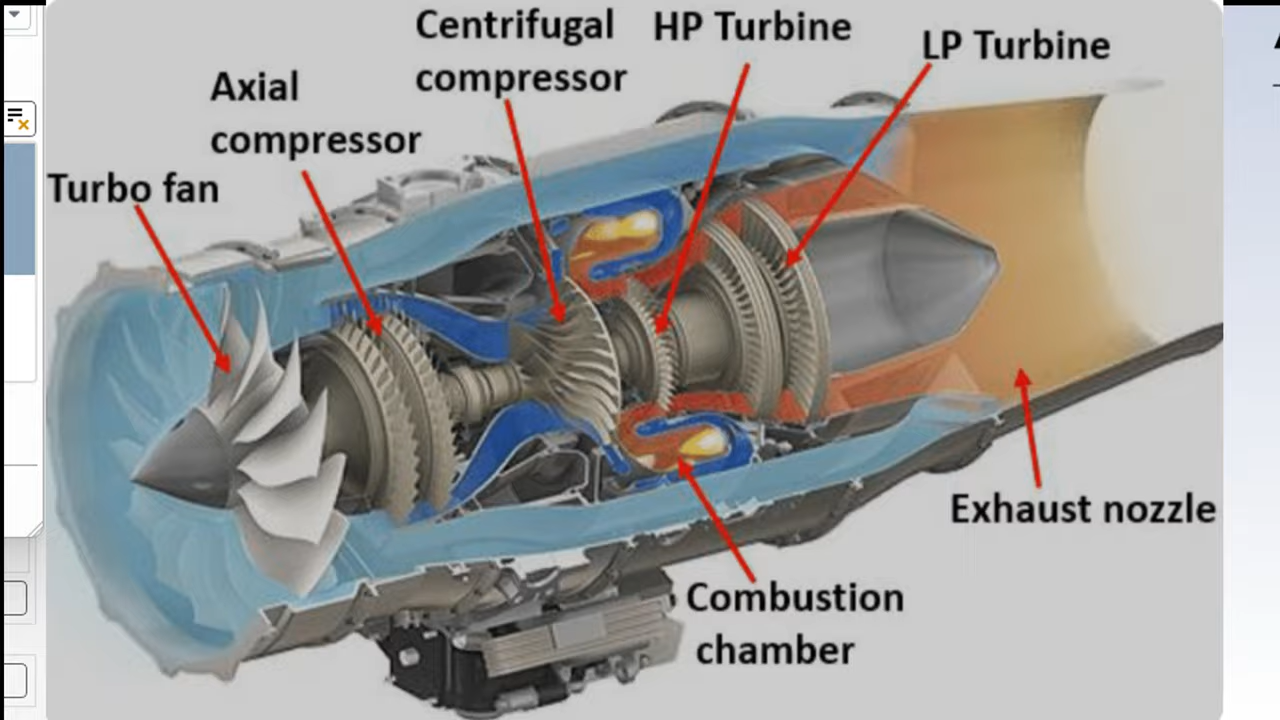 Centrifugal
compressor
HP Turbine
LP Turbine
Axial
compressor
Turbo fan
Exhaust nozzle
Combustion
chamber